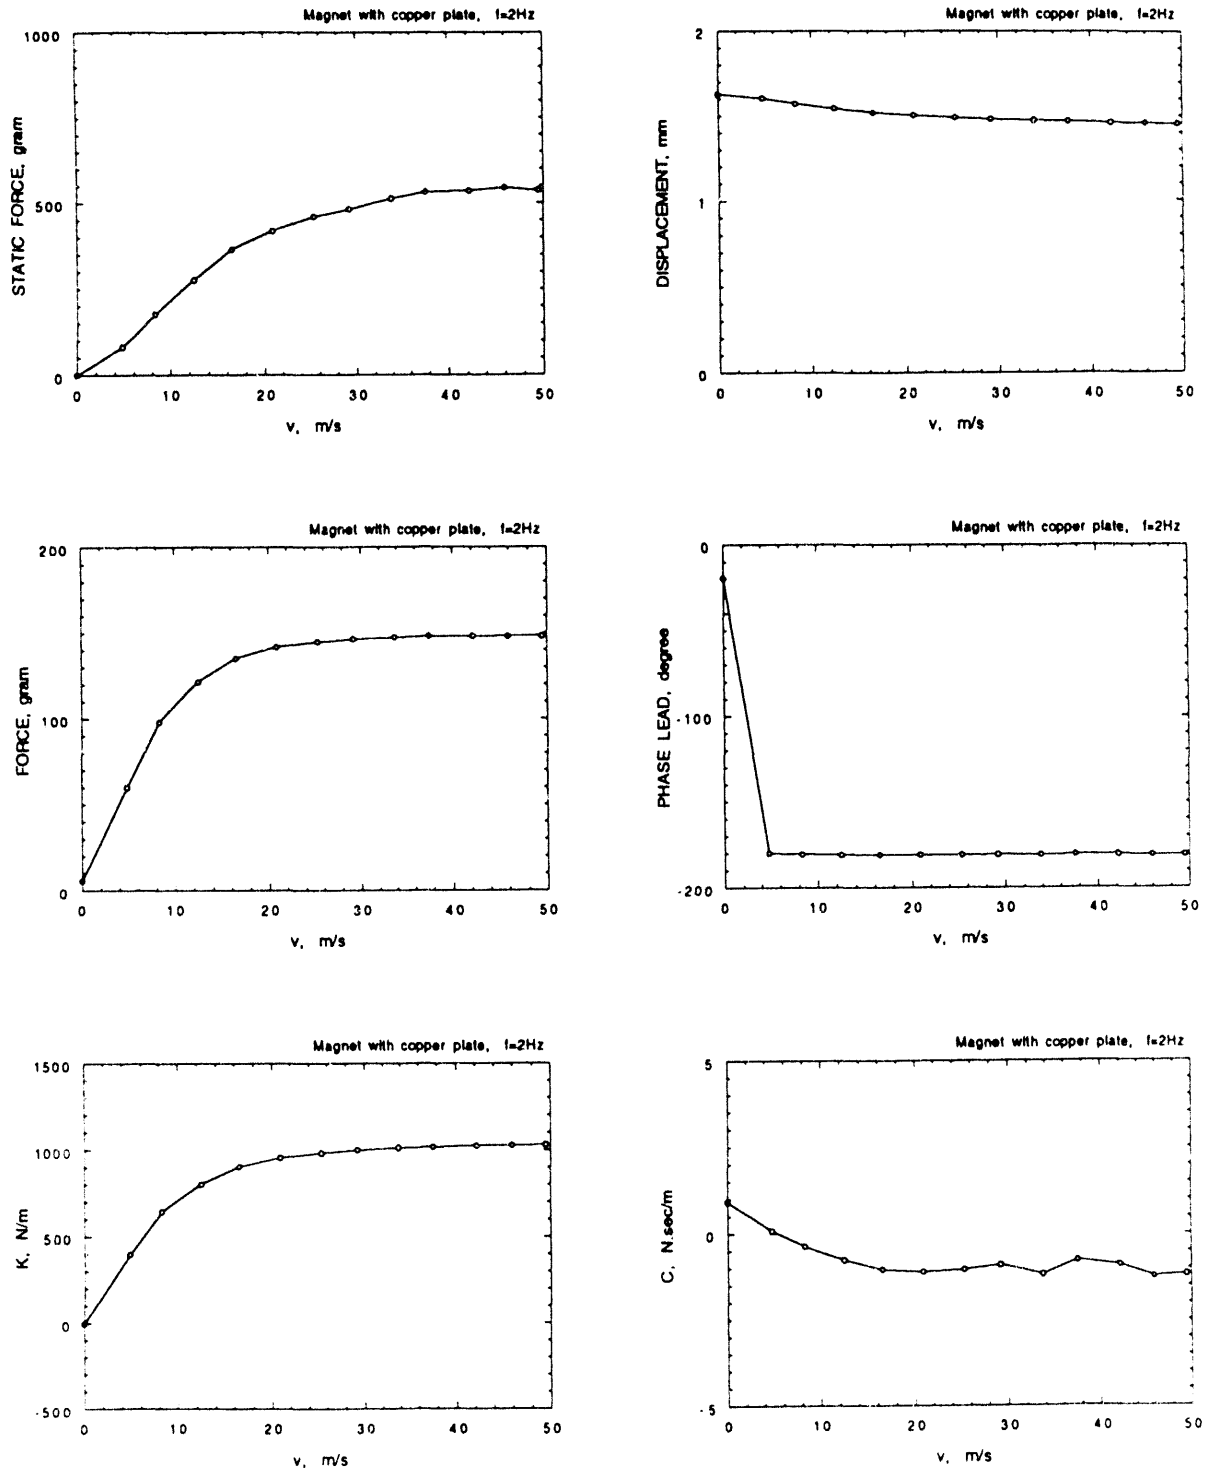 Magnet with copper plate, f=2Hz
1000
500
0
STATIC FORCE, gram
0 10 20 30 40 50
v, m/s
Magnet with copper plate, f=2Hz
2
1
0
DISPLACEMENT, mm
0 10 20 30 40 50
v, m/s
Magnet with copper plate, f=2Hz
200
100
0
FORCE, gram
0 10 20 30 40 50
v, m/s
Magnet with copper plate, f=2Hz
0
-100
-200
PHASE LEAD, degree
0 10 20 30 40 50
v, m/s
Magnet with copper plate, f=2Hz
1500
1000
500
0
-500
K, N/m
0 10 20 30 40 50
v, m/s
Magnet with copper plate, f=2Hz
5
0
-5
C, N.sec/m
0 10 20 30 40 50
v, m/s